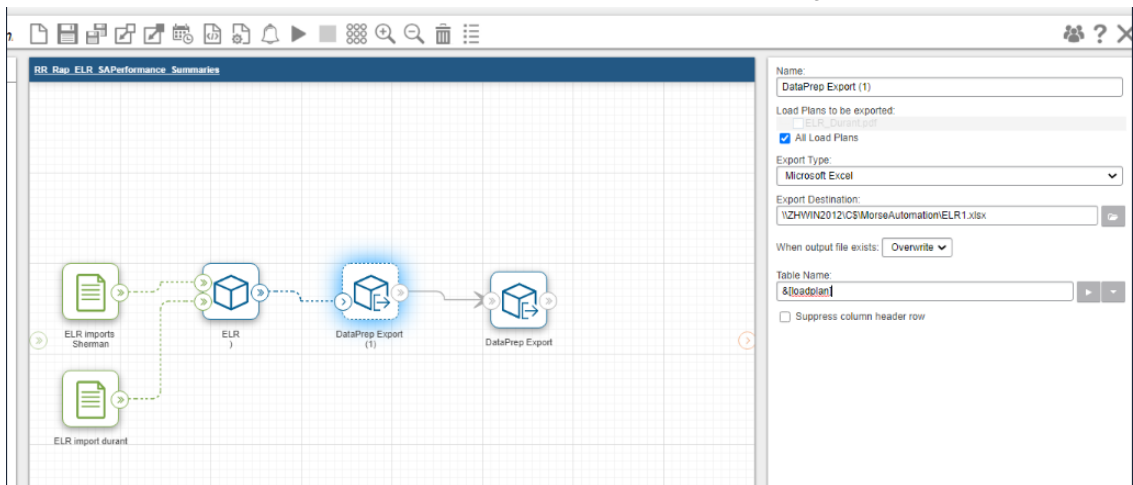 RR_Rap_ELR_SAPerformance_Summaries
ELR imports
Sherman
ELR
)
DataPrep Export
(1)
DataPrep Export
ELR import durant
Name:
DataPrep Export (1)
Load Plans to be exported:
ELR_Durant.pdf
All Load Plans
Export Type:
Microsoft Excel
Export Destination:
\\ZHWIN2012\C$\MorseAutomation\ELR1.xlsx
When output file exists: Overwrite
Table Name:
&[loadplan]
Suppress column header row